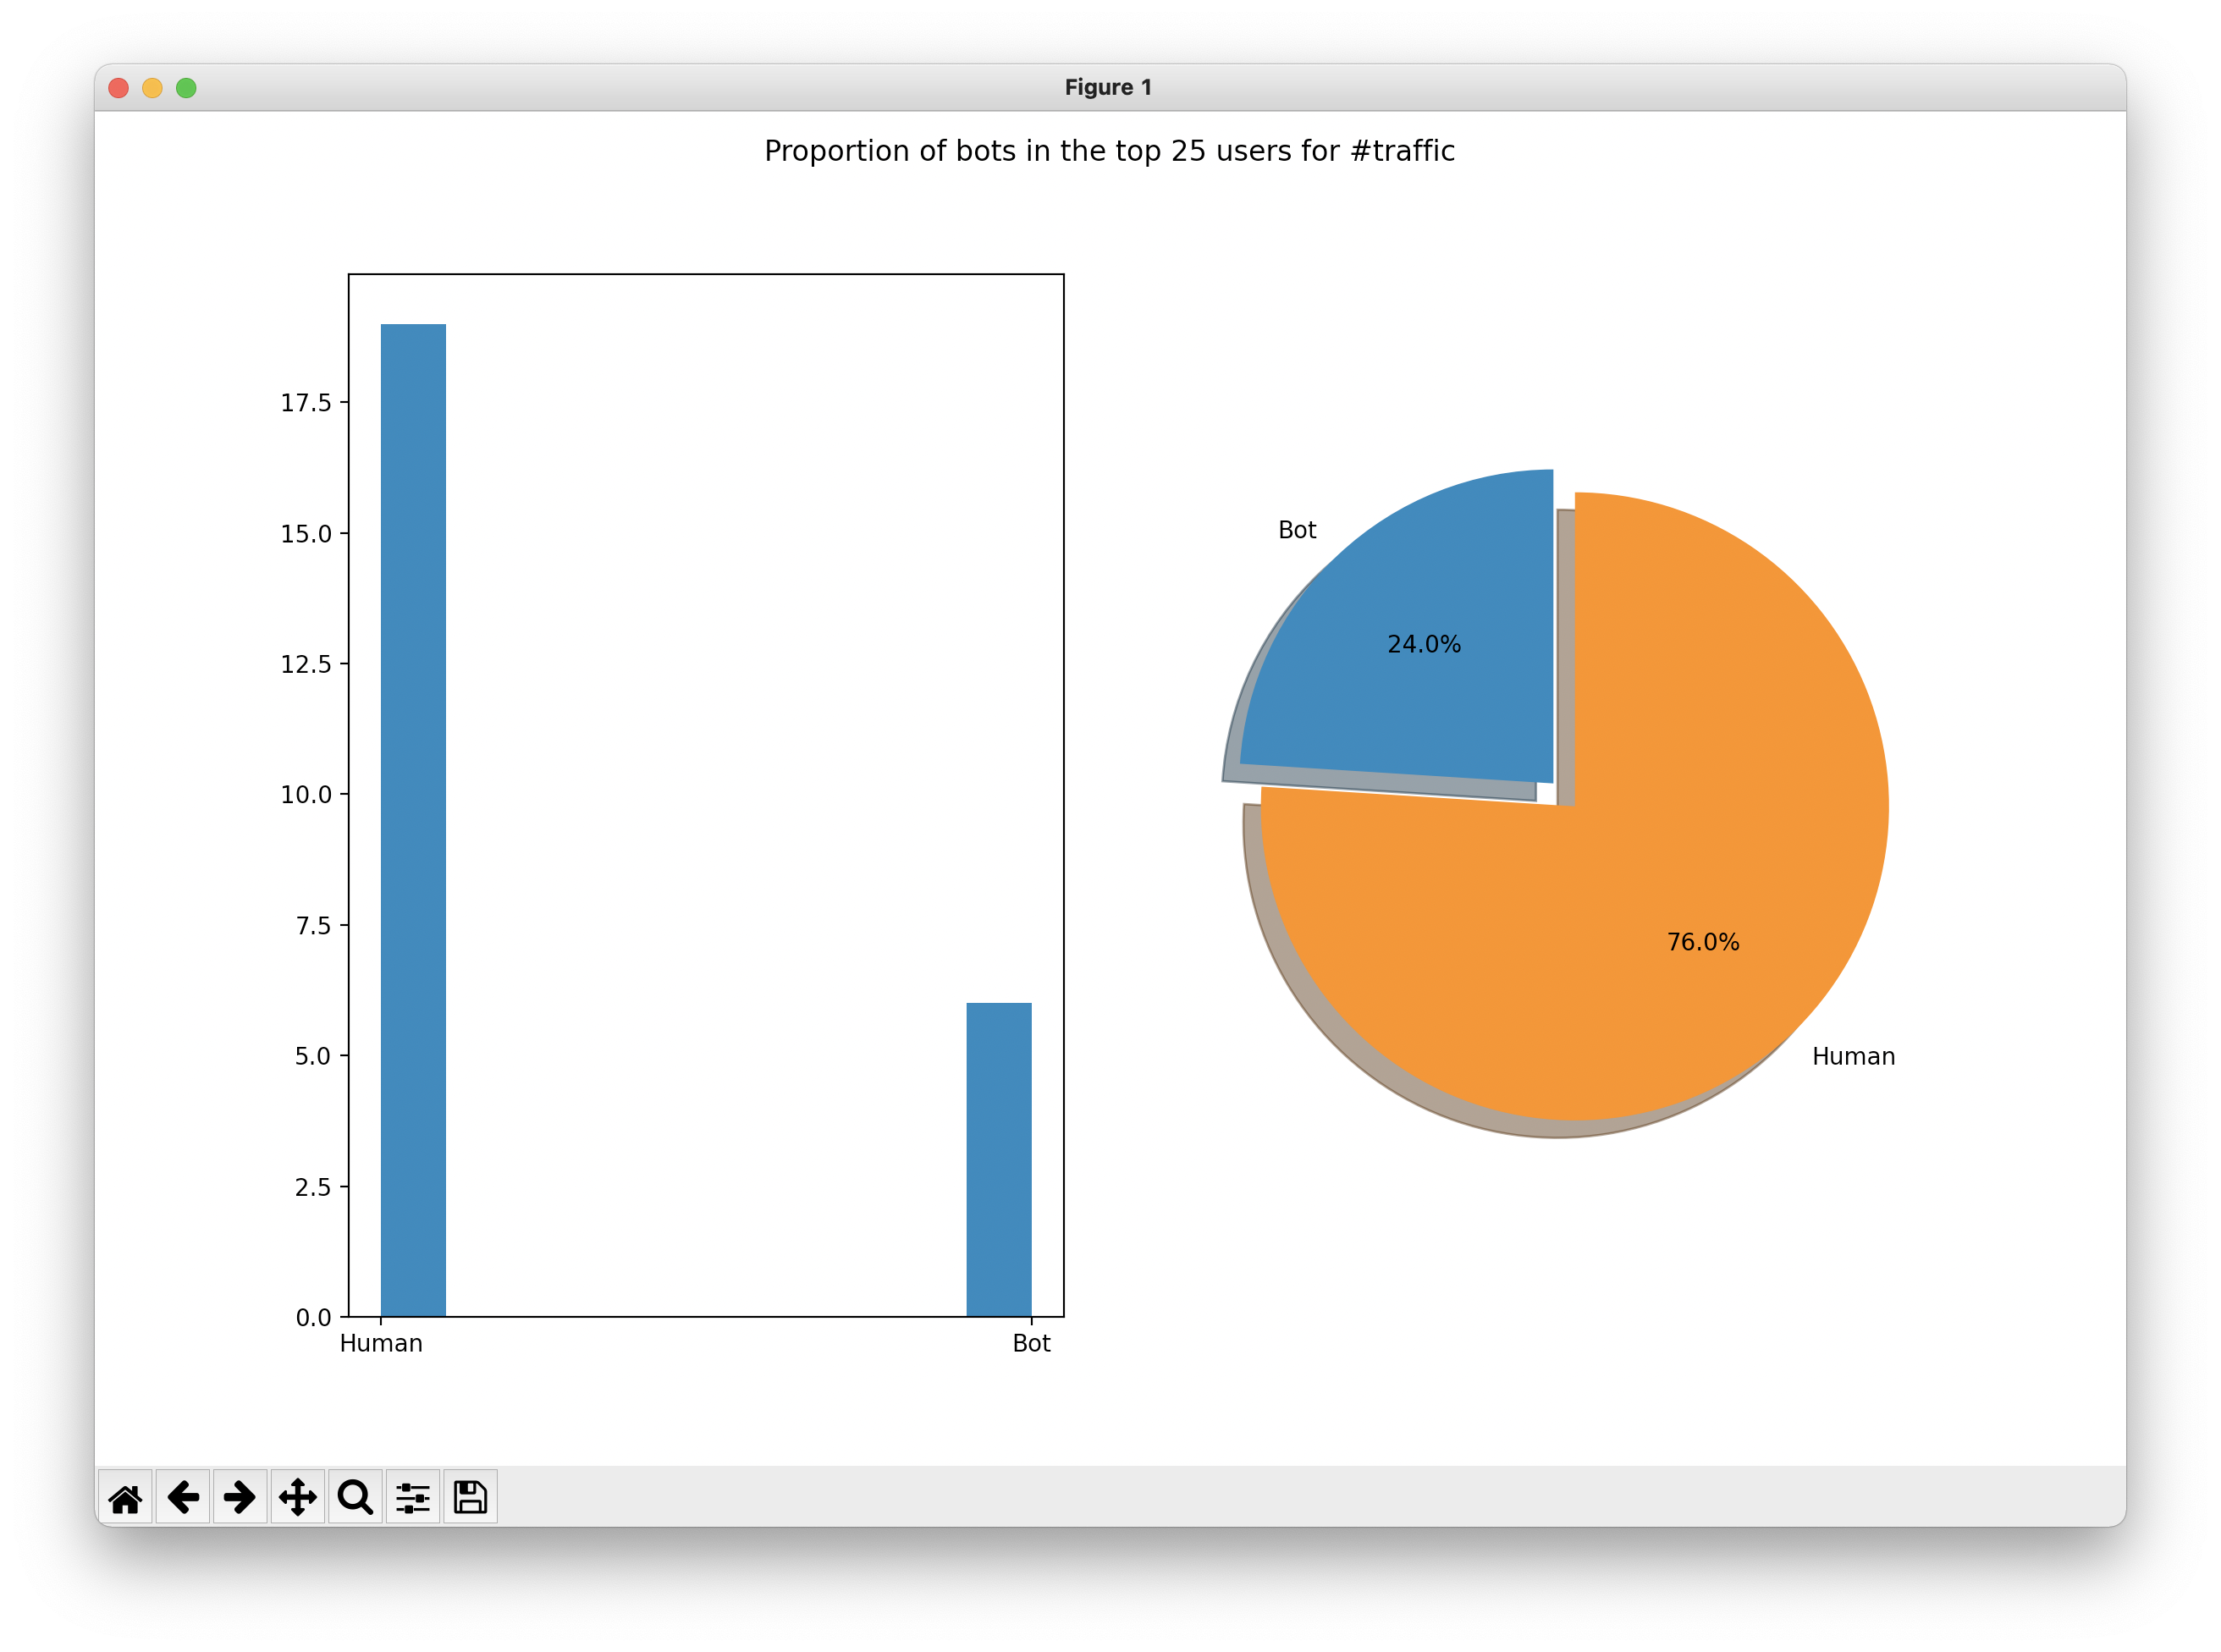 Figure 1
Proportion of bots in the top 25 users for #traffic
17.5
15.0
12.5
10.0
7.5
5.0
2.5
0.0
Human
Bot
Bot
24.0%
76.0%
Human